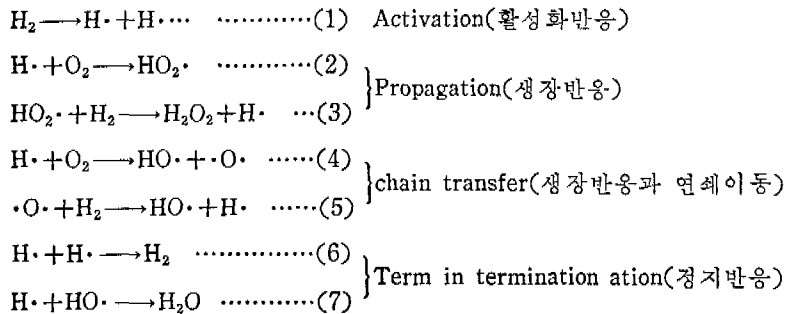 H₂⟶H·+H·… …………(1) Activation(활성화반응)
H·+O₂⟶HO₂· …………(2)
}Propagation(생장반응)
HO₂·+H₂⟶H₂O₂+H· …(3)
H·+O₂⟶HO·+·O· ……(4)
}chain transfer(생장반응과 연쇄이동)
·O·+H₂⟶HO·+H· ……(5)
H·+H·⟶H₂ …………(6)
}Term in termination ation(정지반응)
H·+HO·⟶H₂O …………(7)